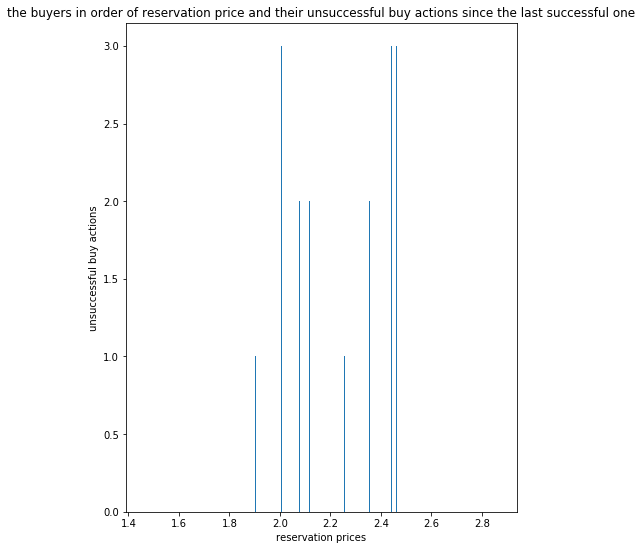 the buyers in order of reservation price and their unsuccessful buy actions since the last successful one
3.0
2.5
2.0
1.5
1.0
0.5
0.0
unsuccessful buy actions
1.4 1.6 1.8 2.0 2.2 2.4 2.6 2.8
reservation prices